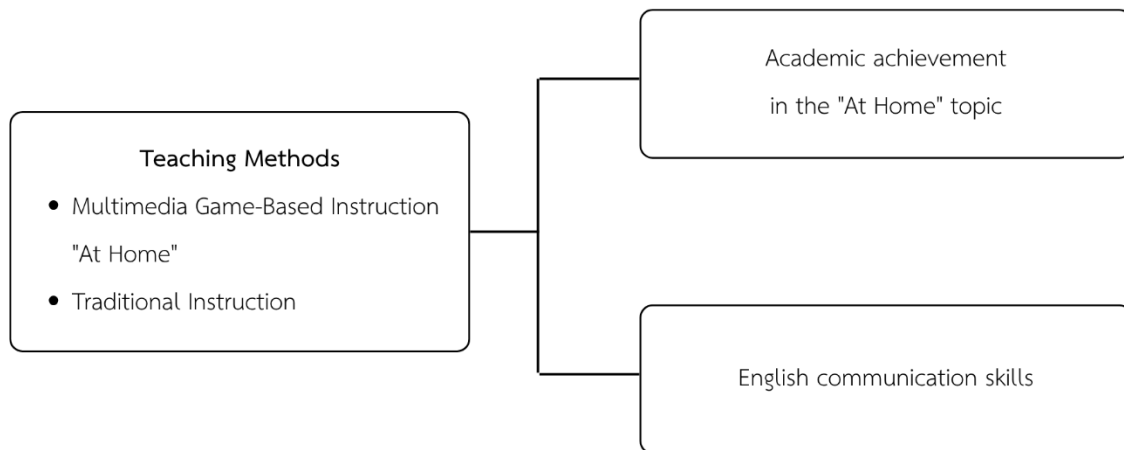 Teaching Methods
• Multimedia Game-Based Instruction
"At Home"
• Traditional Instruction
Academic achievement
in the "At Home" topic
English communication skills